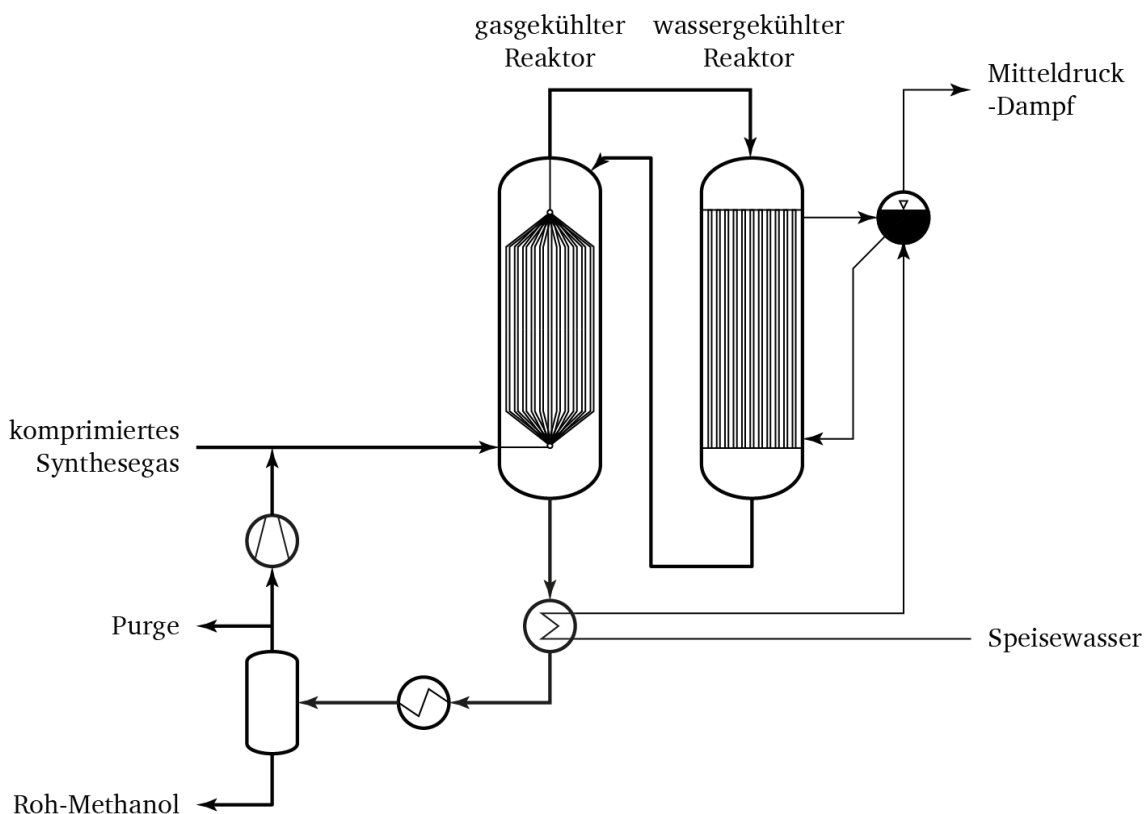 gasgekühlter
Reaktor
wassergekühlter
Reaktor
Mitteldruck
-Dampf
komprimiertes
Synthesegas
Purge
Speisewasser
Roh-Methanol